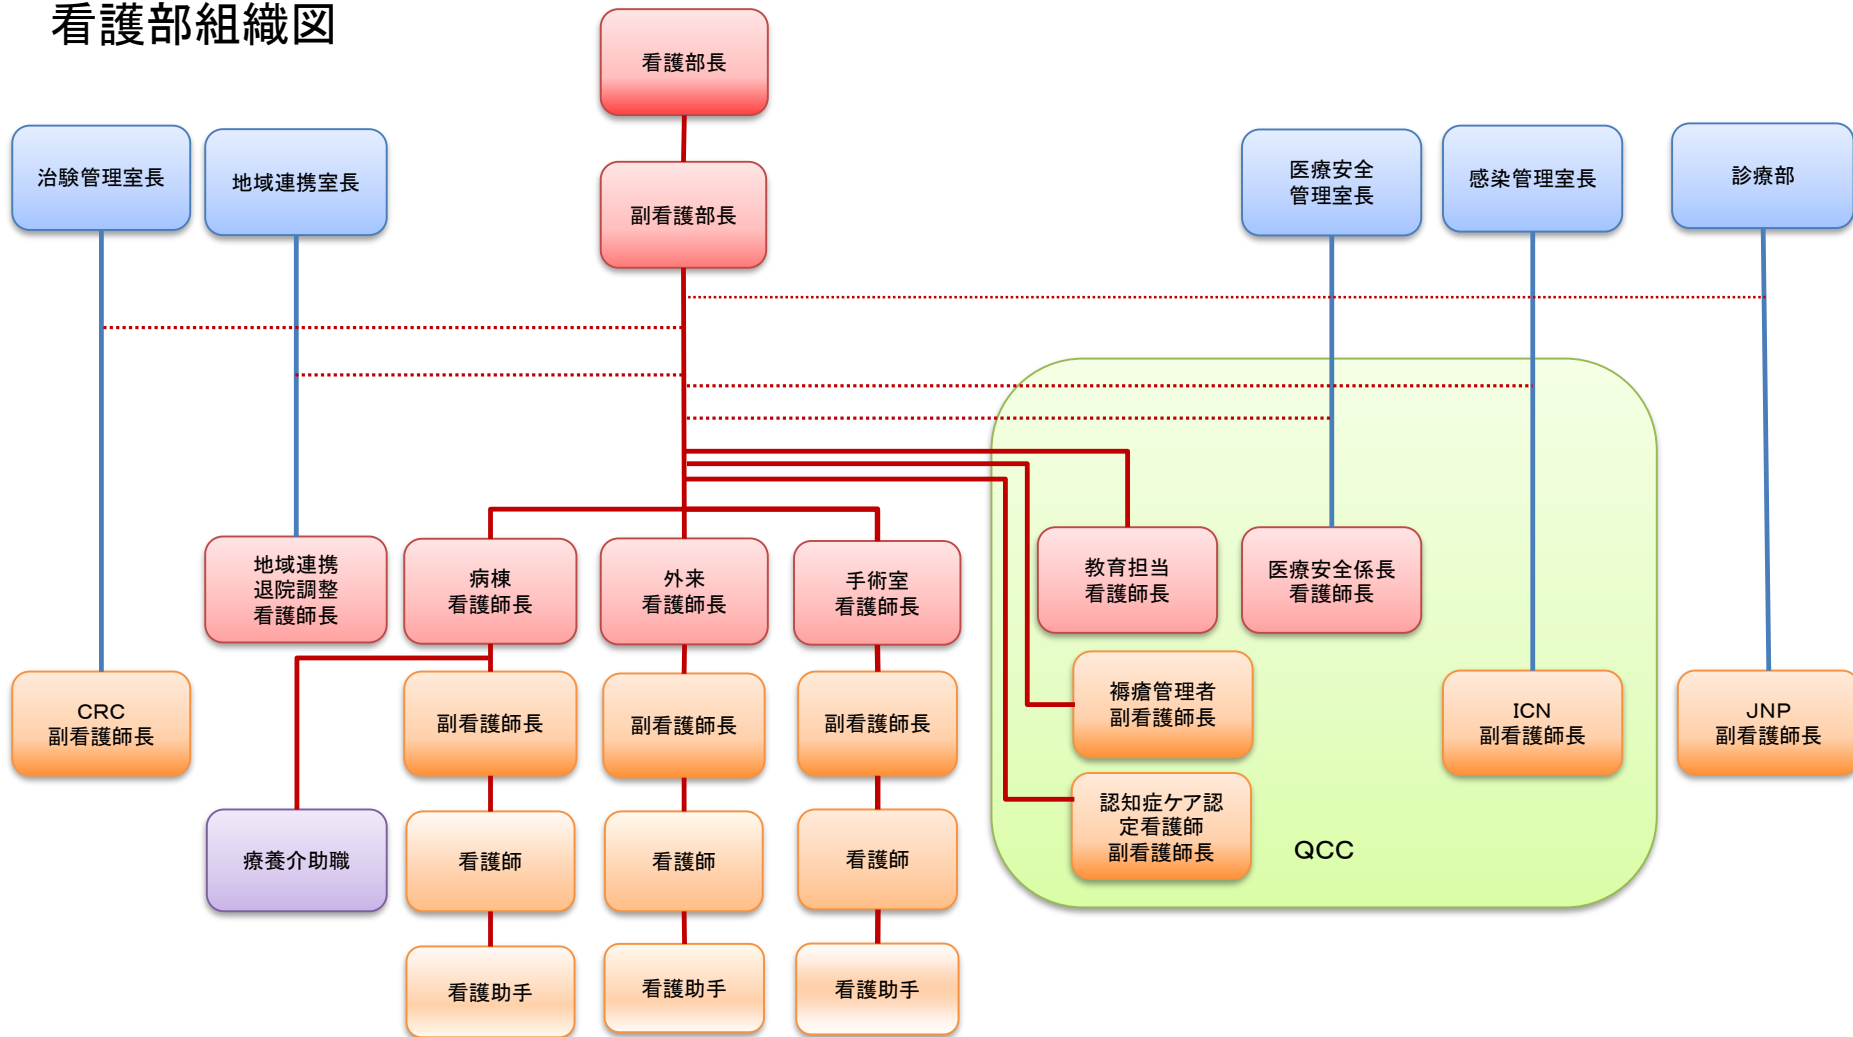 看護部組織図
看護部長
副看護部長
治験管理室長
地域連携室長
医療安全
管理室長
感染管理室長
診療部
地域連携
退院調整
看護師長
病棟
看護師長
外来
看護師長
手術室
看護師長
教育担当
看護師長
医療安全係長
看護師長
CRC
副看護師長
副看護師長
副看護師長
副看護師長
褥瘡管理者
副看護師長
ICN
副看護師長
JNP
副看護師長
療養介助職
看護師
看護師
看護師
認知症ケア認
定看護師
副看護師長
QCC
看護助手
看護助手
看護助手